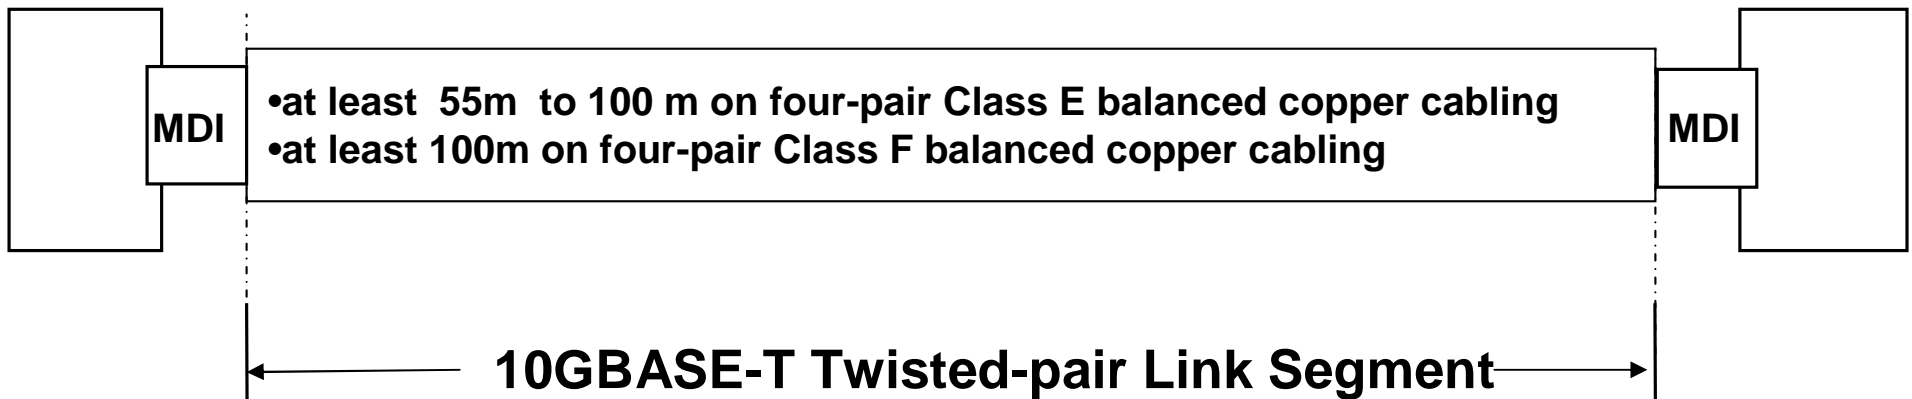 •at least  55m  to 100 m on four-pair Class E balanced copper cabling
•at least 100m on four-pair Class F balanced copper cabling
MDI
MDI
10GBASE-T Twisted-pair Link Segment